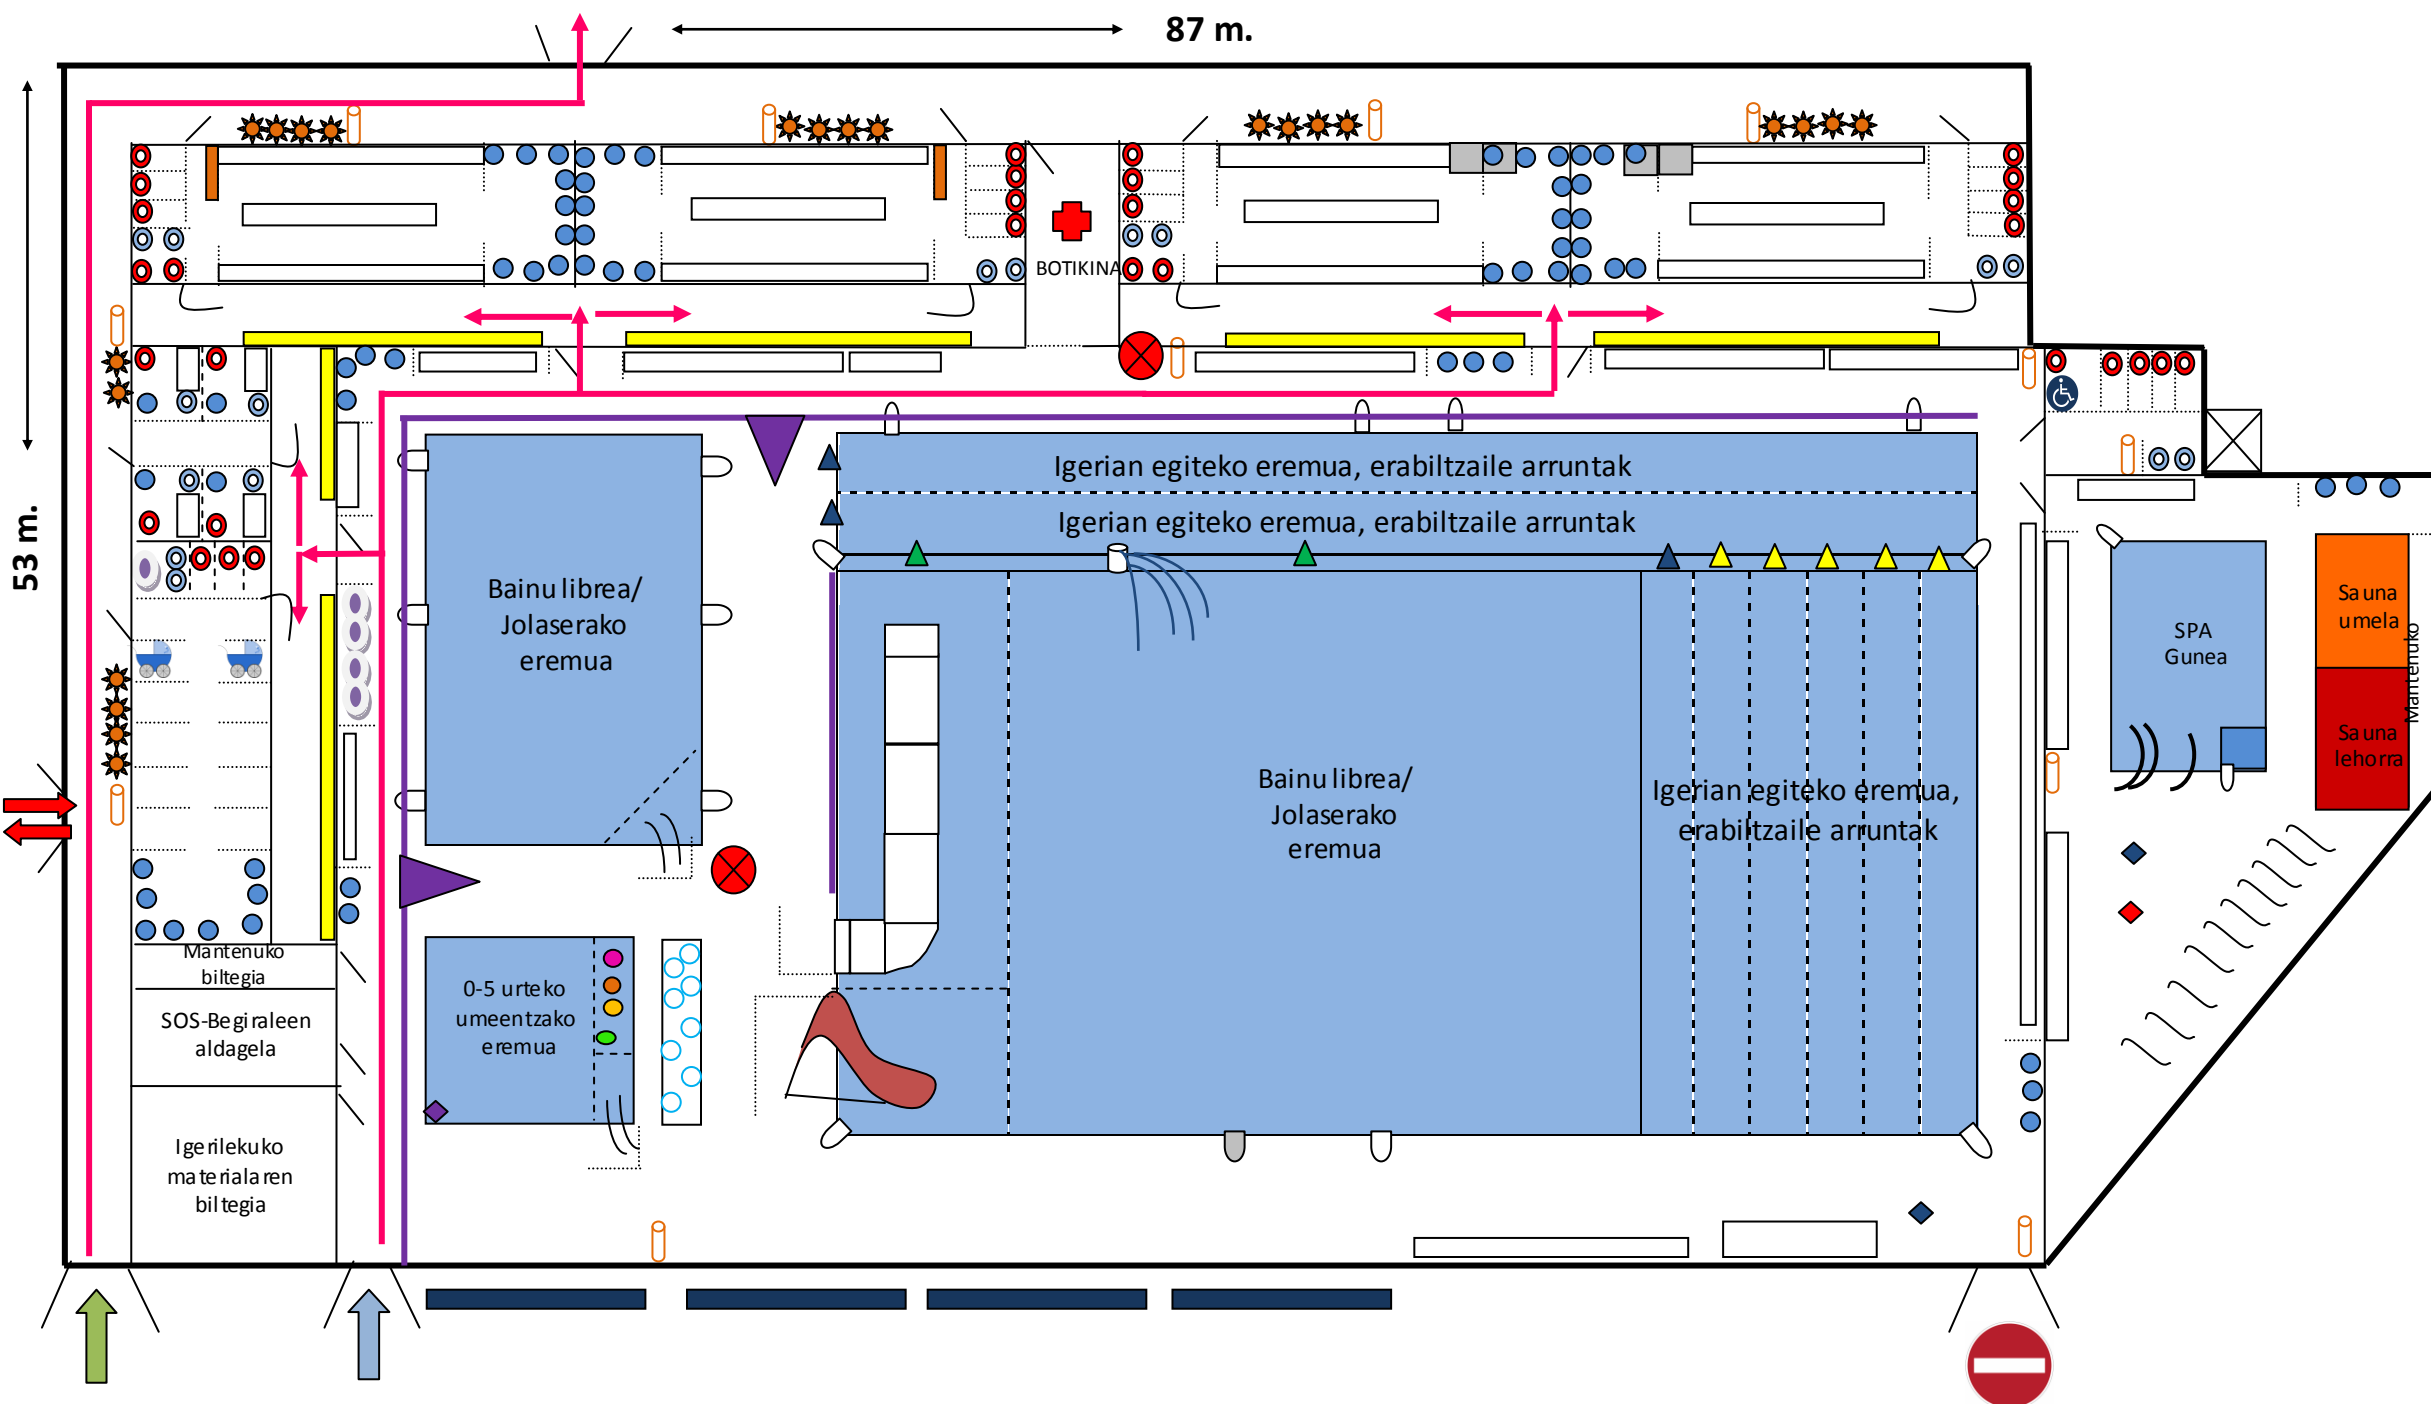 87 m.
53 m.
BOTIKINA
Igerian egiteko eremua, erabiltzaile arruntak
Igerian egiteko eremua, erabiltzaile arruntak
Bainu librea/
Jolaserako
eremua
Bainu librea/
Jolaserako
eremua
Igerian egiteko eremua,
erabiltzaile arruntak
SPA
Gunea
Sauna
umela
Sauna
lehorra
Mantenuko
Mantenuko
biltegia
SOS-Begiraleen
aldagela
Igerilekuko
materialaren
biltegia
0-5 urteko
umeentzako
eremua